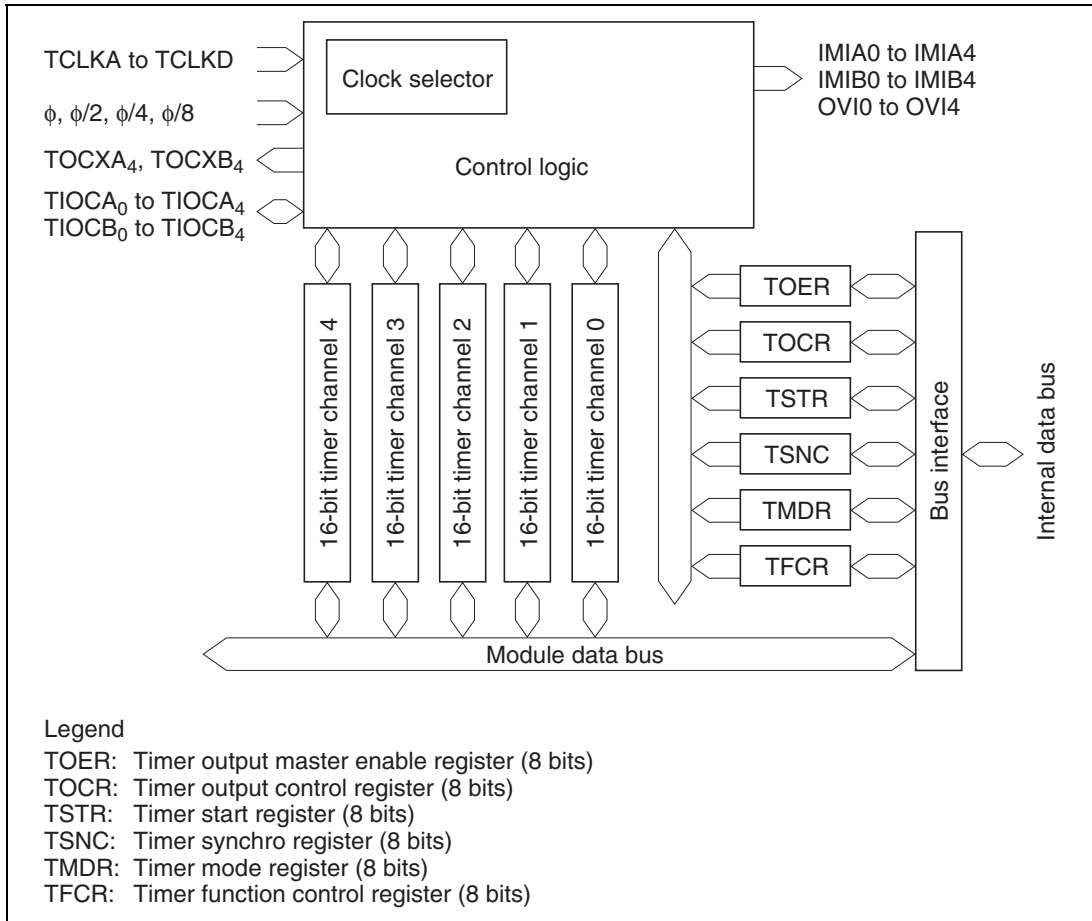 TCLKA to TCLKD
ϕ, ϕ/2, ϕ/4, ϕ/8
TOCXA₄, TOCXB₄
TIOCA₀ to TIOCA₄
TIOCB₀ to TIOCB₄
Clock selector
Control logic
IMIA0 to IMIA4
IMIB0 to IMIB4
OVI0 to OVI4
16-bit timer channel 4
16-bit timer channel 3
16-bit timer channel 2
16-bit timer channel 1
16-bit timer channel 0
TOER
TOCR
TSTR
TSNC
TMDR
TFCR
Bus interface
Internal data bus
Module data bus
Legend
TOER: Timer output master enable register (8 bits)
TOCR: Timer output control register (8 bits)
TSTR: Timer start register (8 bits)
TSNC: Timer synchro register (8 bits)
TMDR: Timer mode register (8 bits)
TFCR: Timer function control register (8 bits)